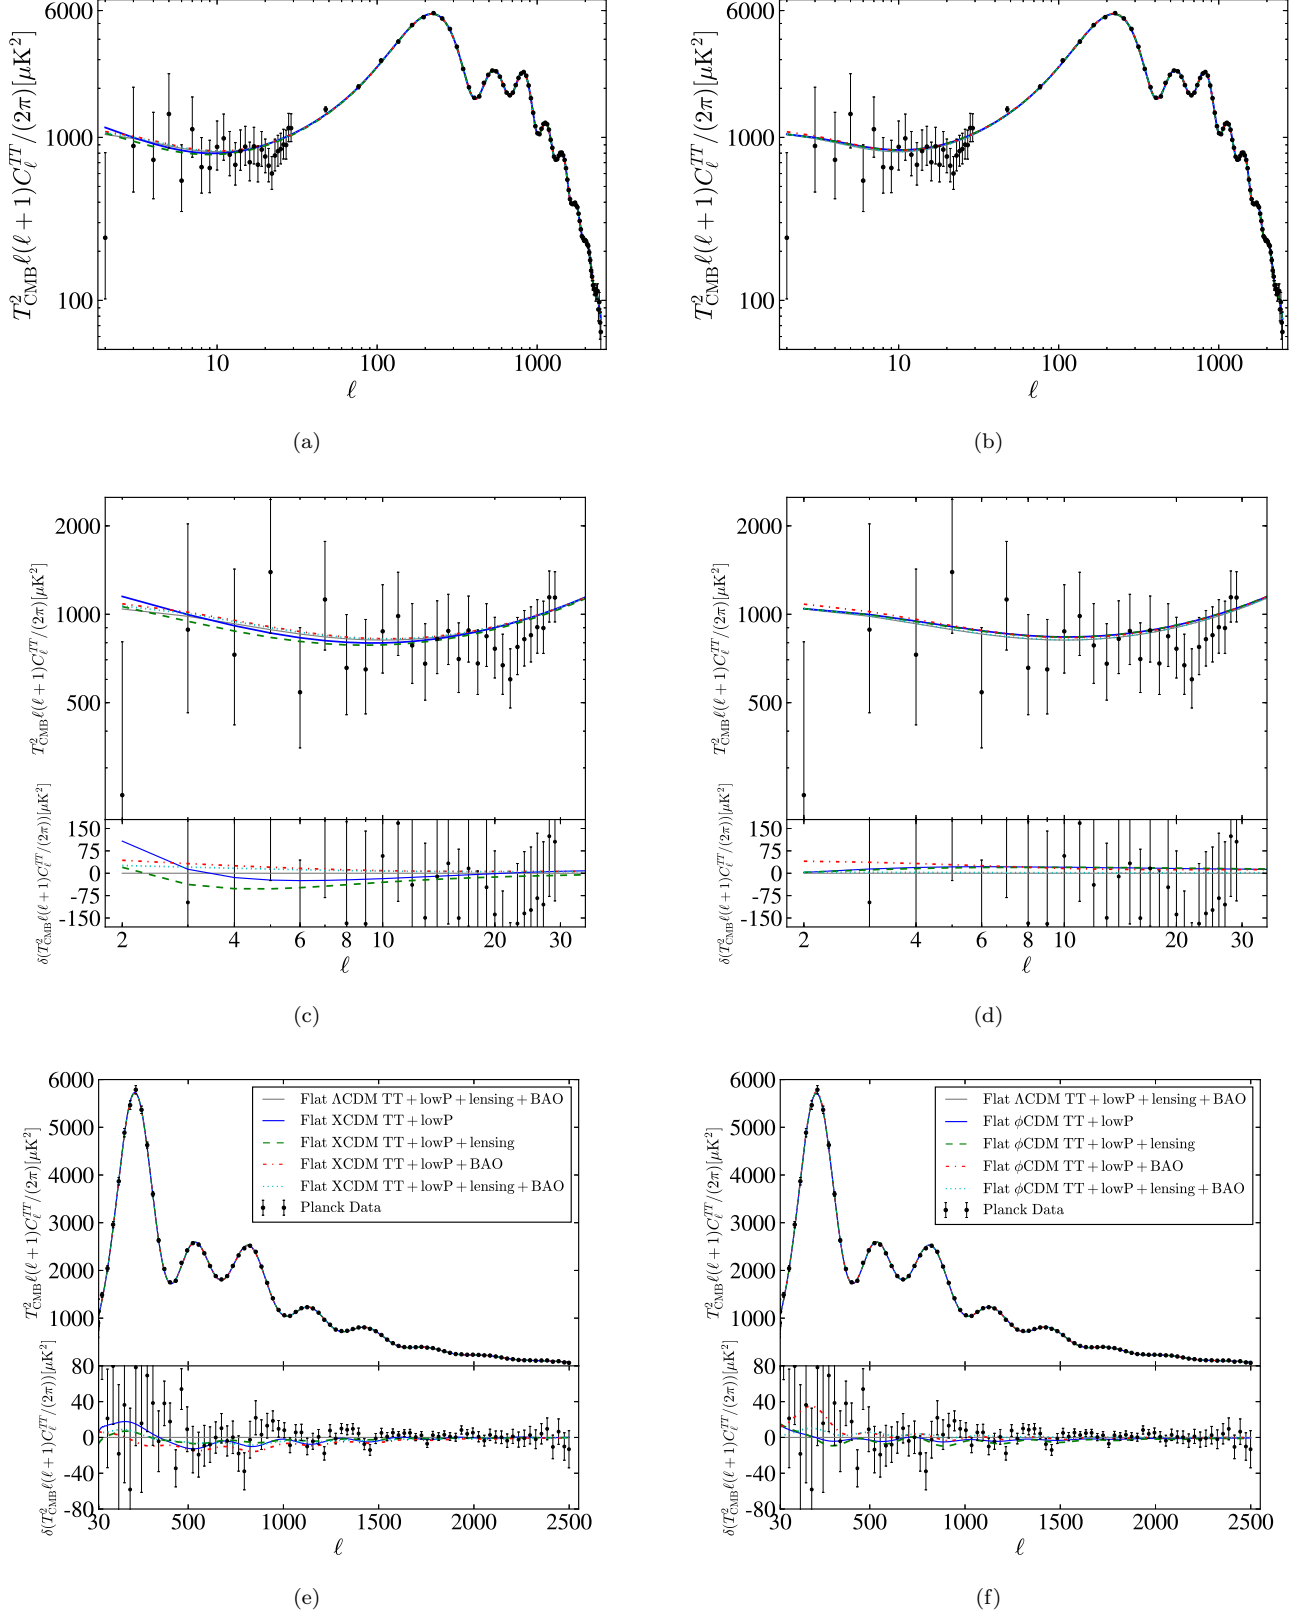 6000
1000
100
T²_CMB ℓ(ℓ+1)C_ℓ^TT/(2π)[μK²]
10 100 1000
ℓ
(a)
6000
1000
100
T²_CMB ℓ(ℓ+1)C_ℓ^TT/(2π)[μK²]
10 100 1000
ℓ
(b)
2000
1000
500
T²_CMB ℓ(ℓ+1)C_ℓ^TT/(2π)[μK²]
150
75
0
-75
-150
δ(T²_CMB ℓ(ℓ+1)C_ℓ^TT/(2π))[μK²]
2 4 6 8 10 20 30
ℓ
(c)
2000
1000
500
T²_CMB ℓ(ℓ+1)C_ℓ^TT/(2π)[μK²]
150
75
0
-75
-150
δ(T²_CMB ℓ(ℓ+1)C_ℓ^TT/(2π))[μK²]
2 4 6 8 10 20 30
ℓ
(d)
6000
5000
4000
3000
2000
1000
T²_CMB ℓ(ℓ+1)C_ℓ^TT/(2π)[μK²]
Flat ΛCDM TT+lowP+lensing+BAO
Flat XCDM TT+lowP
Flat XCDM TT+lowP+lensing
Flat XCDM TT+lowP+BAO
Flat XCDM TT+lowP+lensing+BAO
Planck Data
80
40
0
-40
-80
δ(T²_CMB ℓ(ℓ+1)C_ℓ^TT/(2π))[μK²]
30 500 1000 1500 2000 2500
ℓ
(e)
6000
5000
4000
3000
2000
1000
T²_CMB ℓ(ℓ+1)C_ℓ^TT/(2π)[μK²]
Flat ΛCDM TT+lowP+lensing+BAO
Flat ϕCDM TT+lowP
Flat ϕCDM TT+lowP+lensing
Flat ϕCDM TT+lowP+BAO
Flat ϕCDM TT+lowP+lensing+BAO
Planck Data
80
40
0
-40
-80
δ(T²_CMB ℓ(ℓ+1)C_ℓ^TT/(2π))[μK²]
30 500 1000 1500 2000 2500
ℓ
(f)